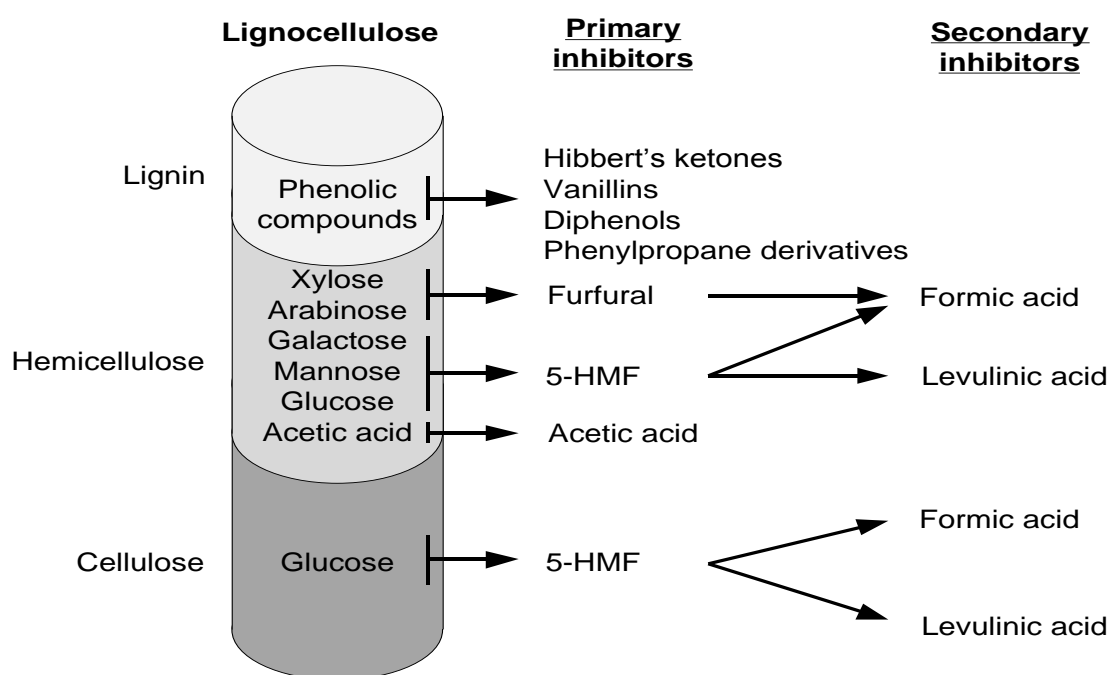 Lignocellulose
Primary
inhibitors
Secondary
inhibitors
Lignin
Phenolic
compounds
Hibbert's ketones
Vanillins
Diphenols
Phenylpropane derivatives
Hemicellulose
Xylose
Arabinose
Galactose
Mannose
Glucose
Acetic acid
Furfural
5-HMF
Acetic acid
Formic acid
Levulinic acid
Cellulose
Glucose
5-HMF
Formic acid
Levulinic acid